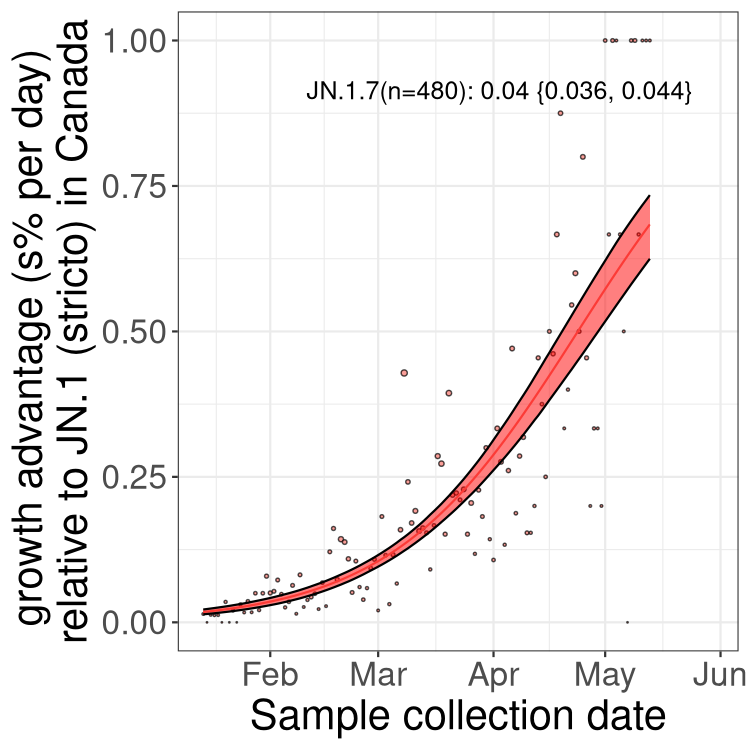 growth advantage (s% per day)
relative to JN.1 (stricto) in Canada
1.00
0.75
0.50
0.25
0.00
JN.1.7(n=480): 0.04 {0.036, 0.044}
Feb Mar Apr May Jun
Sample collection date